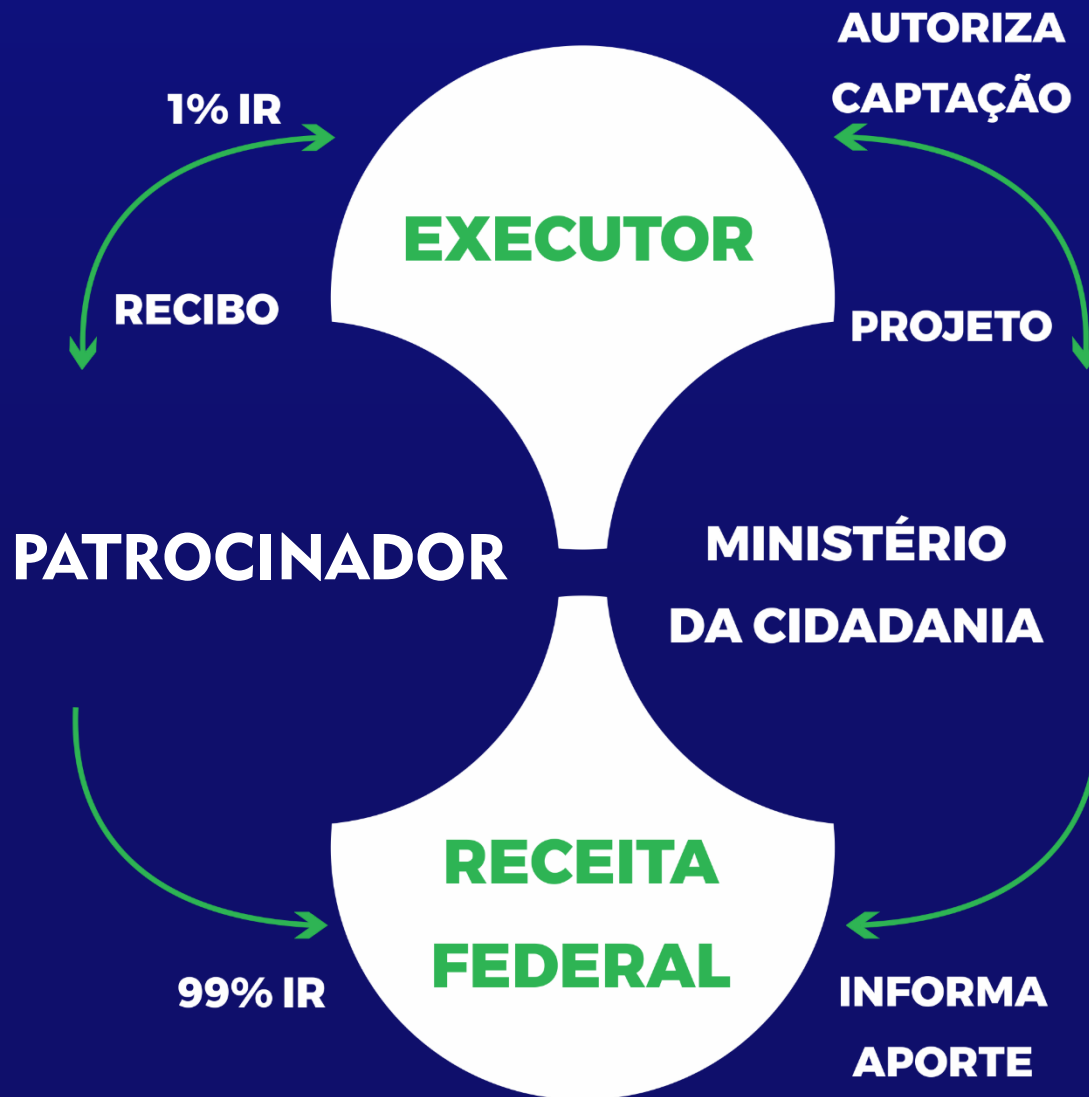 AUTORIZA
CAPTAÇÃO
1% IR
EXECUTOR
RECIBO
PROJETO
PATROCINADOR
MINISTÉRIO
DA CIDADANIA
RECEITA
FEDERAL
99% IR
INFORMA
APORTE